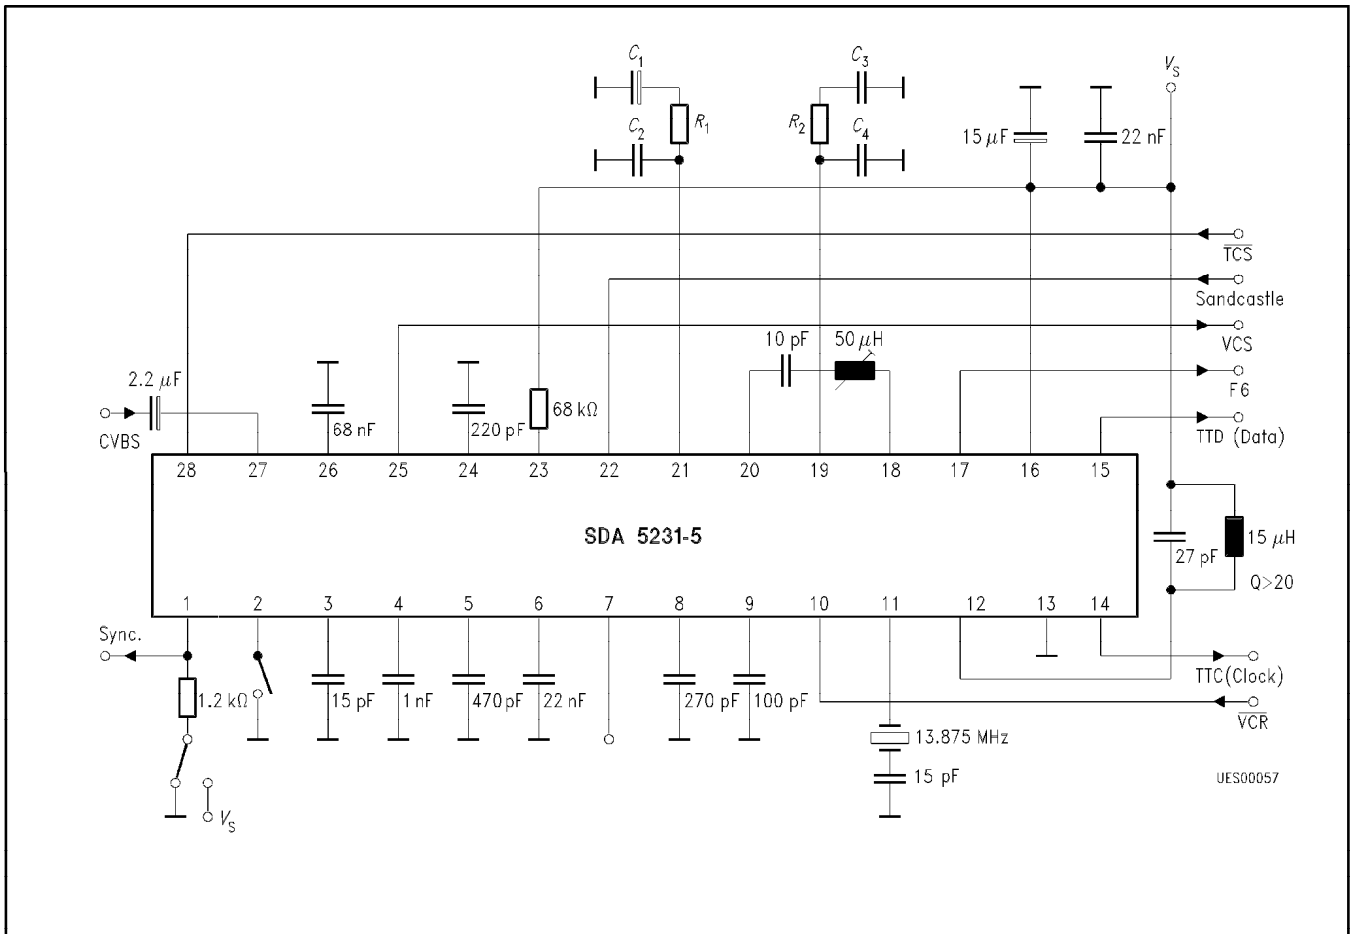 C₁
C₃
V_S
R₁
R₂
C₂
C₄
15 μF
22 nF
TCS
Sandcastle
VCS
10 pF
50 μH
F6
2.2 μF
CVBS
68 nF
220 pF
68 kΩ
TTD (Data)
28 27 26 25 24 23 22 21 20 19 18 17 16 15
SDA 5231-5
27 pF
15 μH
Q>20
1 2 3 4 5 6 7 8 9 10 11 12 13 14
Sync.
TTC(Clock)
1.2 kΩ
15 pF
1 nF
470 pF
22 nF
270 pF
100 pF
VCR
13.875 MHz
15 pF
UES00057
V_S